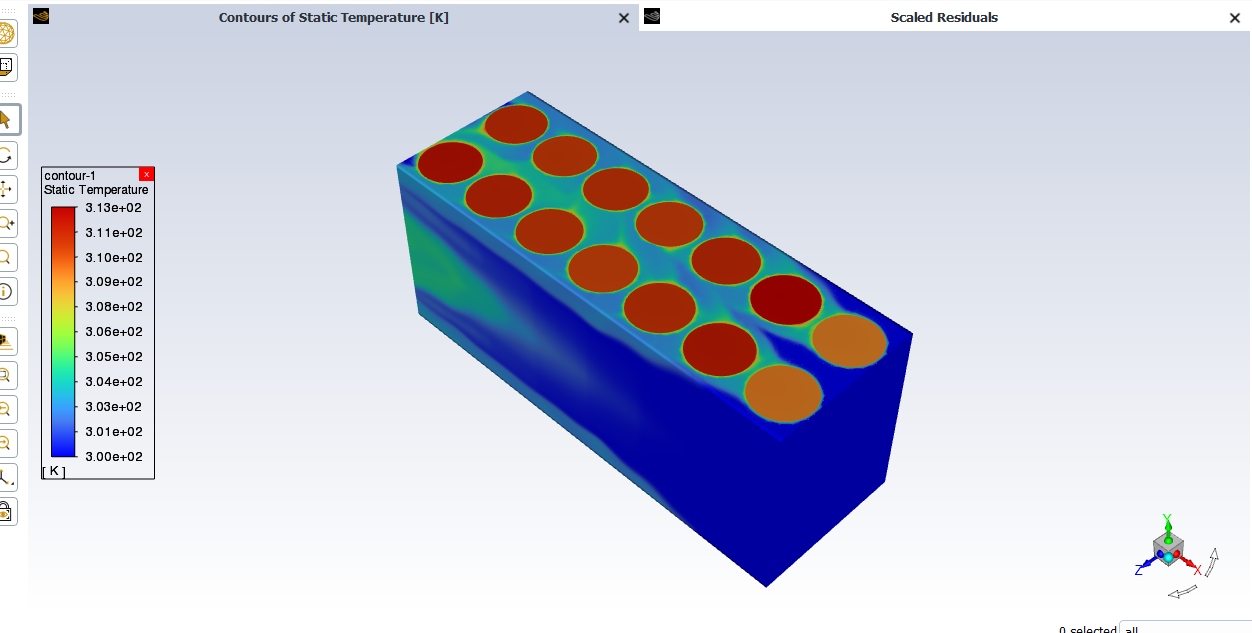 Contours of Static Temperature [K]
Scaled Residuals
contour-1
Static Temperature
3.13e+02
3.11e+02
3.10e+02
3.09e+02
3.08e+02
3.06e+02
3.05e+02
3.04e+02
3.03e+02
3.01e+02
3.00e+02
[ K ]
Y
Z
X
0 selected
all